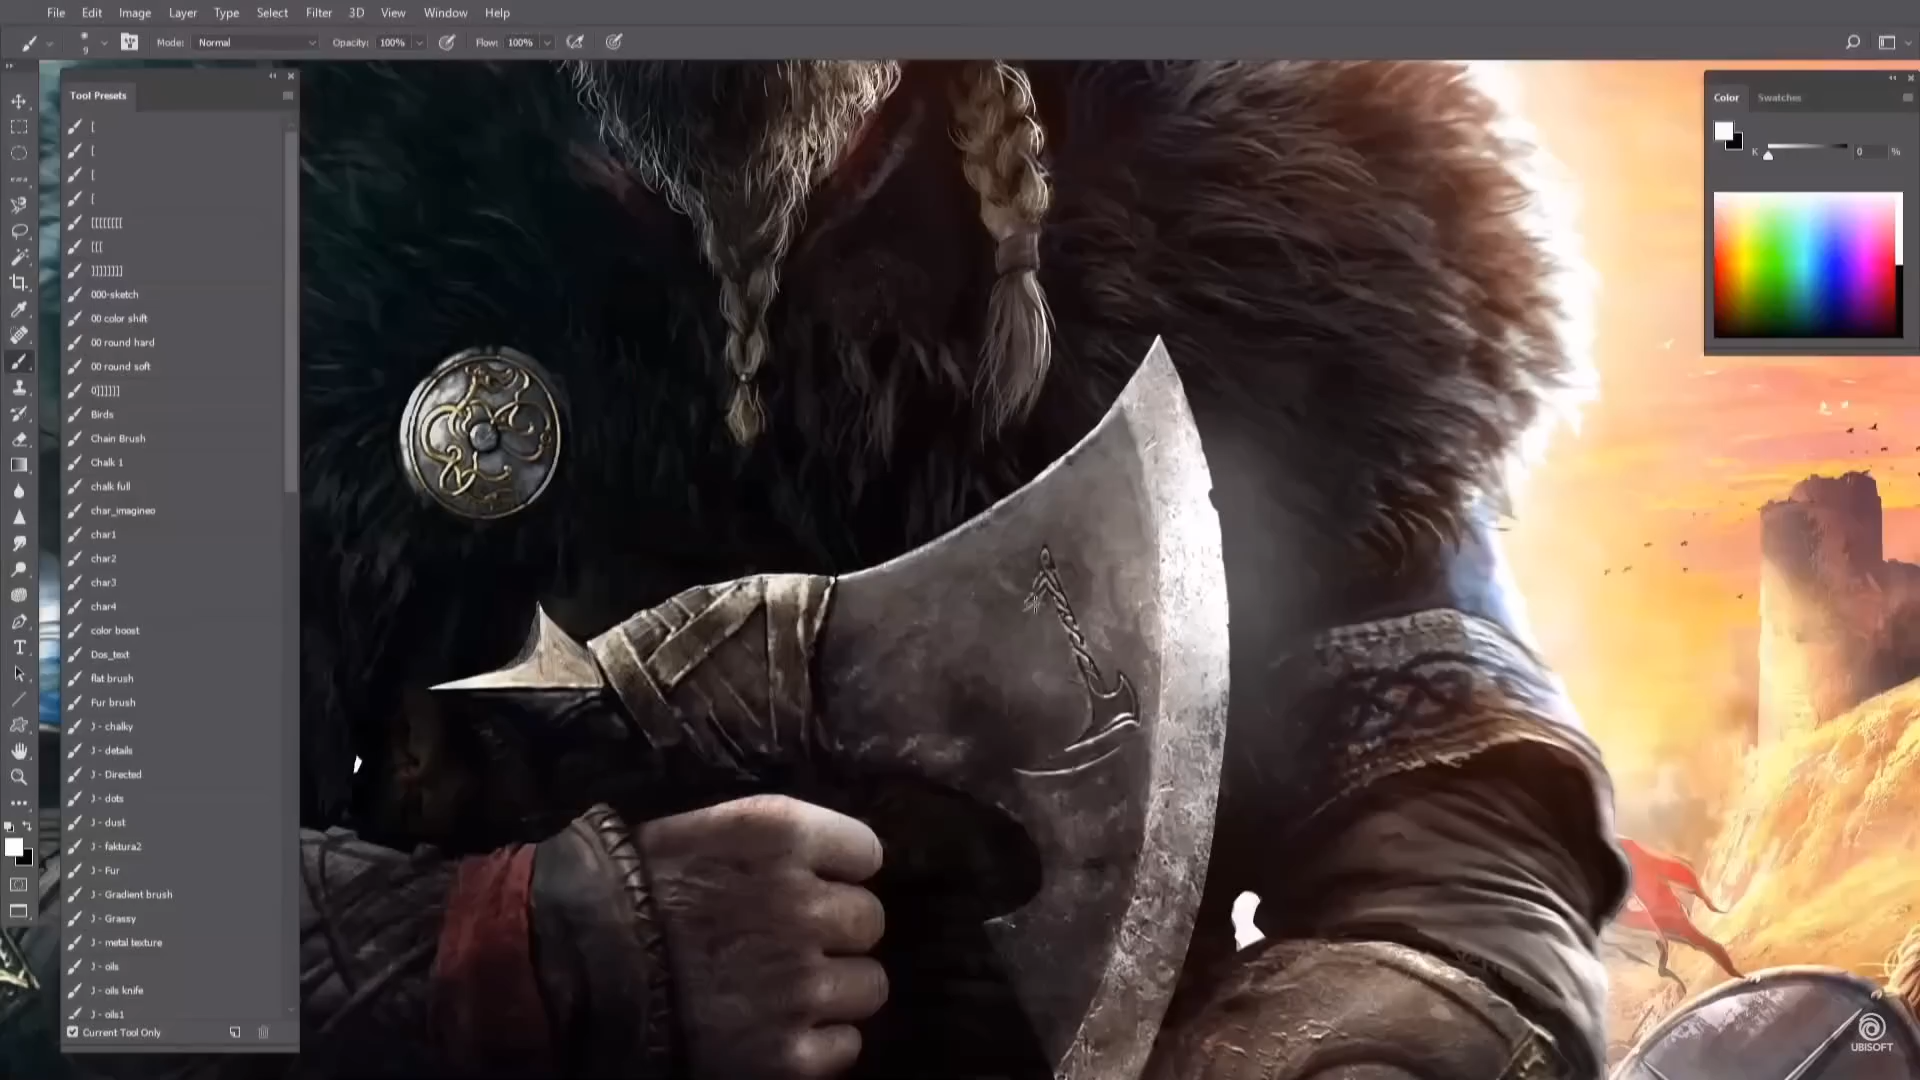 File Edit Image Layer Type Select Filter 3D View Window Help
9 Mode: Normal Opacity: 100% Flow: 100%
Tool Presets
[
[
[
[
[[[[[[[[
[[[
]]]]]]]]
000-sketch
00 color shift
00 round hard
00 round soft
0]]]]]]
Birds
Chain Brush
Chalk 1
chalk full
char_imagineo
char1
char2
char3
char4
color boost
Dos_text
flat brush
Fur brush
J - chalky
J - details
J - Directed
J - dots
J - dust
J - faktura2
J - Fur
J - Gradient brush
J - Grassy
J - metal texture
J - oils
J - oils knife
J - oils1
Current Tool Only
Color Swatches
K 0 %
UBISOFT